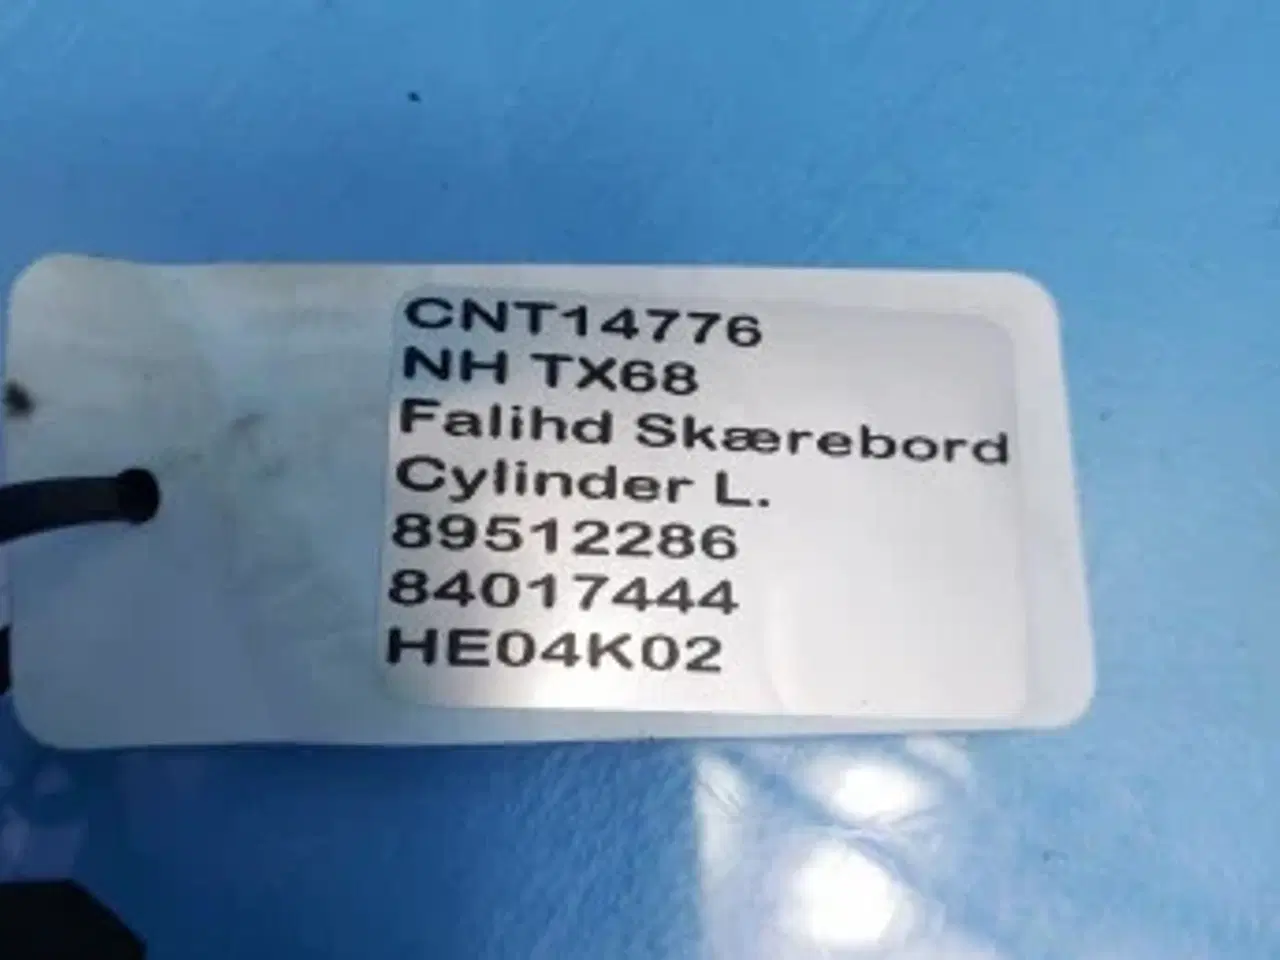 CNT14776
NH TX68
Falihd Skærebord
Cylinder L.
89512286
84017444
HE04K02